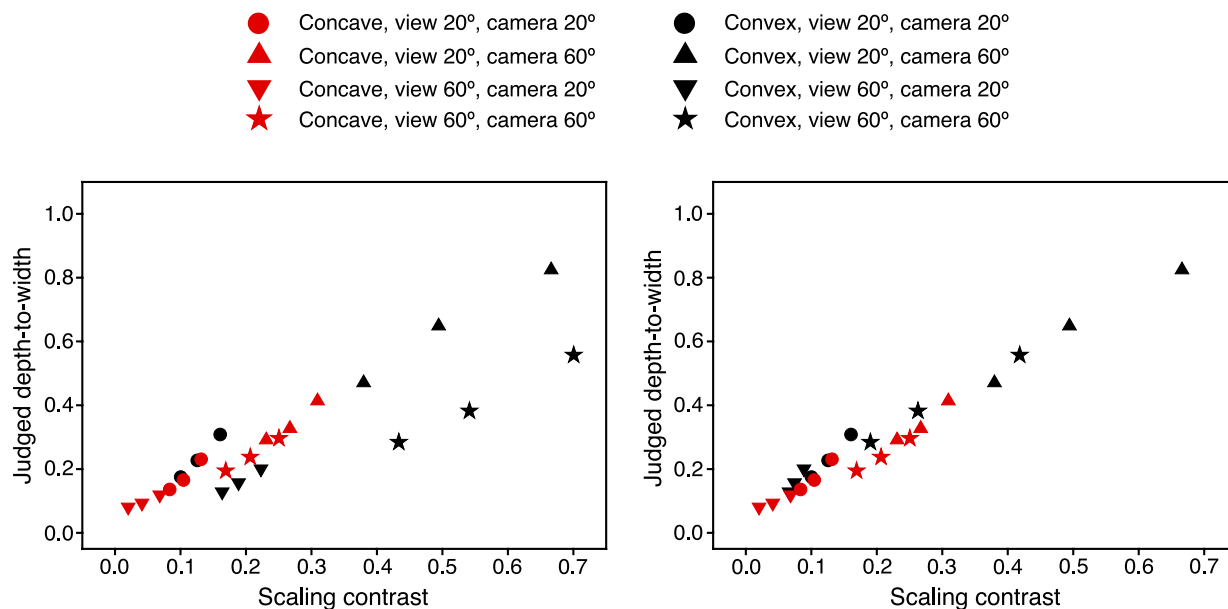 Concave, view 20º, camera 20º
Concave, view 20º, camera 60º
Concave, view 60º, camera 20º
Concave, view 60º, camera 60º
Convex, view 20º, camera 20º
Convex, view 20º, camera 60º
Convex, view 60º, camera 20º
Convex, view 60º, camera 60º
Judged depth-to-width
1.0
0.8
0.6
0.4
0.2
0.0
0.0 0.1 0.2 0.3 0.4 0.5 0.6 0.7
Scaling contrast
Judged depth-to-width
1.0
0.8
0.6
0.4
0.2
0.0
0.0 0.1 0.2 0.3 0.4 0.5 0.6 0.7
Scaling contrast